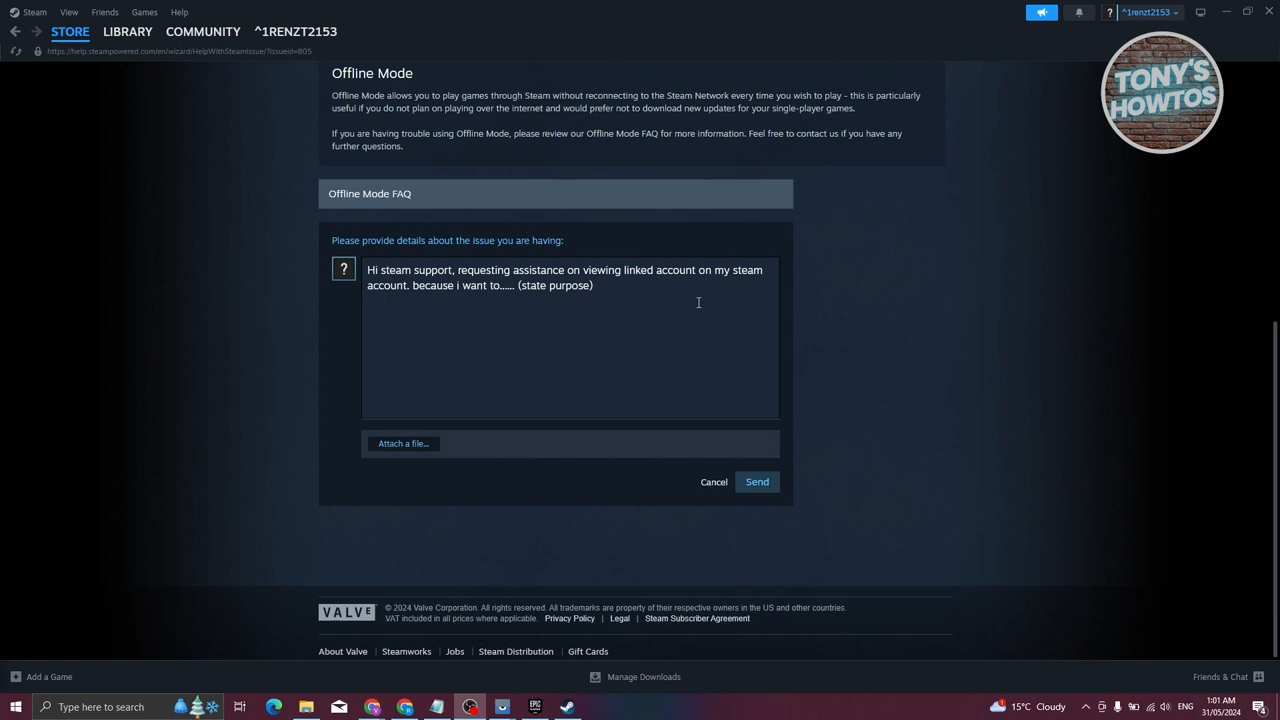 Steam View Friends Games Help ^1renzt2153
STORE LIBRARY COMMUNITY ^1RENZT2153
https://help.steampowered.com/en/wizard/HelpWithSteamIssue/?issueid=805
TONY'S
HOWTOS
Offline Mode
Offline Mode allows you to play games through Steam without reconnecting to the Steam Network every time you wish to play - this is particularly
useful if you do not plan on playing over the internet and would prefer not to download new updates for your single-player games.
If you are having trouble using Offline Mode, please review our Offline Mode FAQ for more information. Feel free to contact us if you have any
further questions.
Offline Mode FAQ
Please provide details about the issue you are having:
Hi steam support, requesting assistance on viewing linked account on my steam
account. because i want to...... (state purpose)
Attach a file...
Cancel Send
VALVE © 2024 Valve Corporation. All rights reserved. All trademarks are property of their respective owners in the US and other countries.
VAT included in all prices where applicable. Privacy Policy | Legal | Steam Subscriber Agreement
About Valve | Steamworks | Jobs | Steam Distribution | Gift Cards
Add a Game Manage Downloads Friends & Chat
Type here to search 15°C Cloudy 1:01 AM
31/05/2024